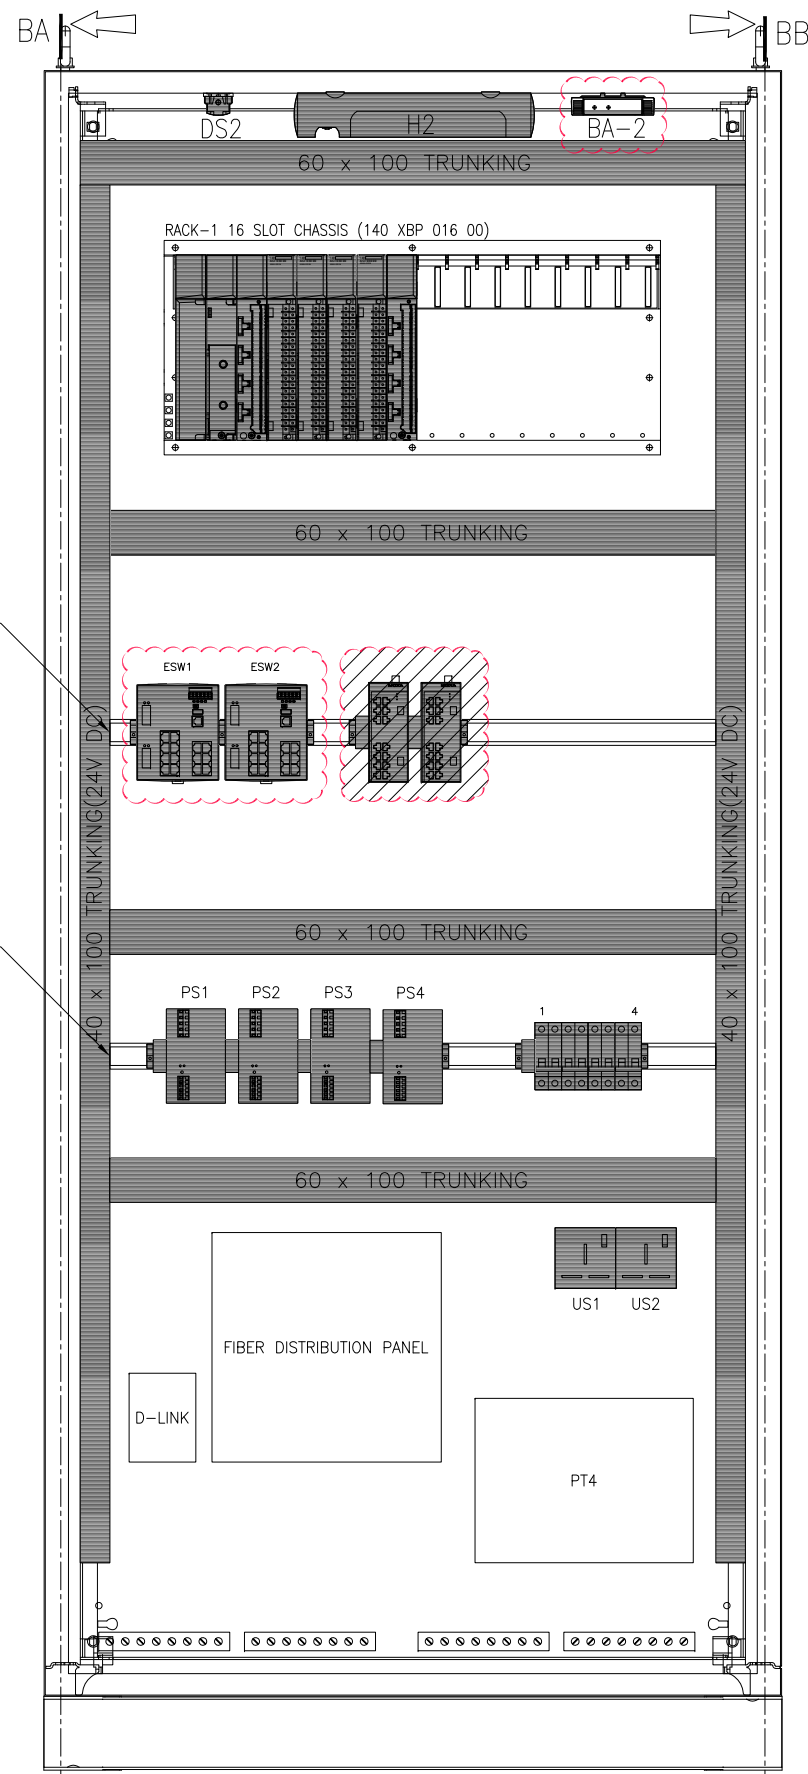 BA
BB
DS2
H2
BA-2
60 x 100 TRUNKING
RACK-1 16 SLOT CHASSIS (140 XBP 016 00)
60 x 100 TRUNKING
ESW1
ESW2
40 x 100 TRUNKING(24V DC)
40 x 100 TRUNKING(24V DC)
60 x 100 TRUNKING
PS1
PS2
PS3
PS4
1
4
60 x 100 TRUNKING
US1
US2
FIBER DISTRIBUTION PANEL
D-LINK
PT4